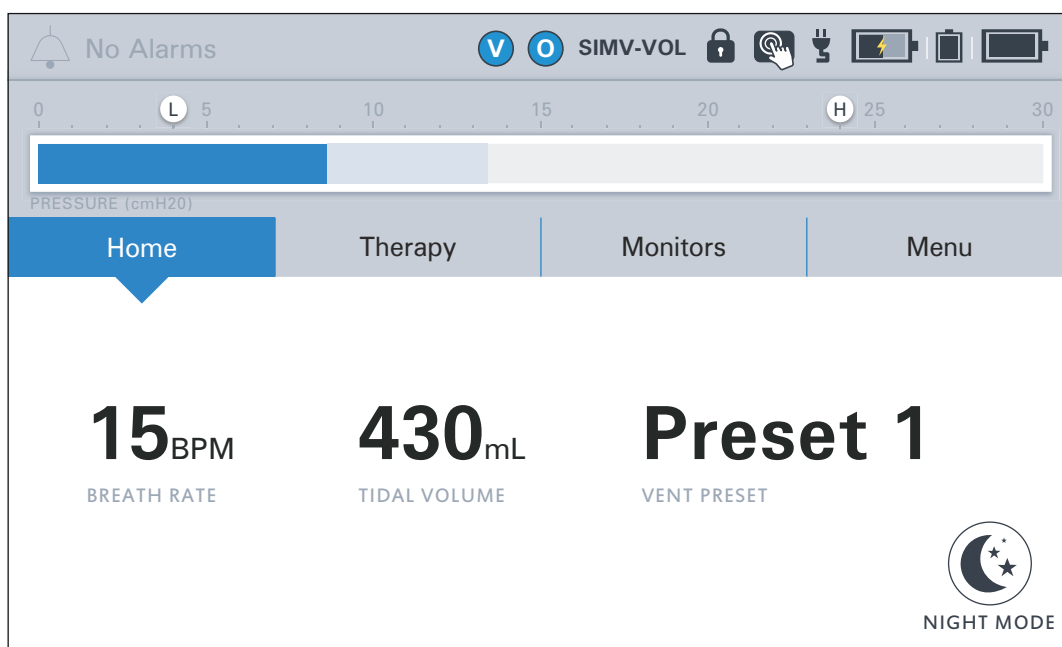 No Alarms V O SIMV-VOL
0 L 5 10 15 20 H 25 30
PRESSURE (cmH20)
Home Therapy Monitors Menu
15BPM 430mL Preset 1
BREATH RATE TIDAL VOLUME VENT PRESET
NIGHT MODE